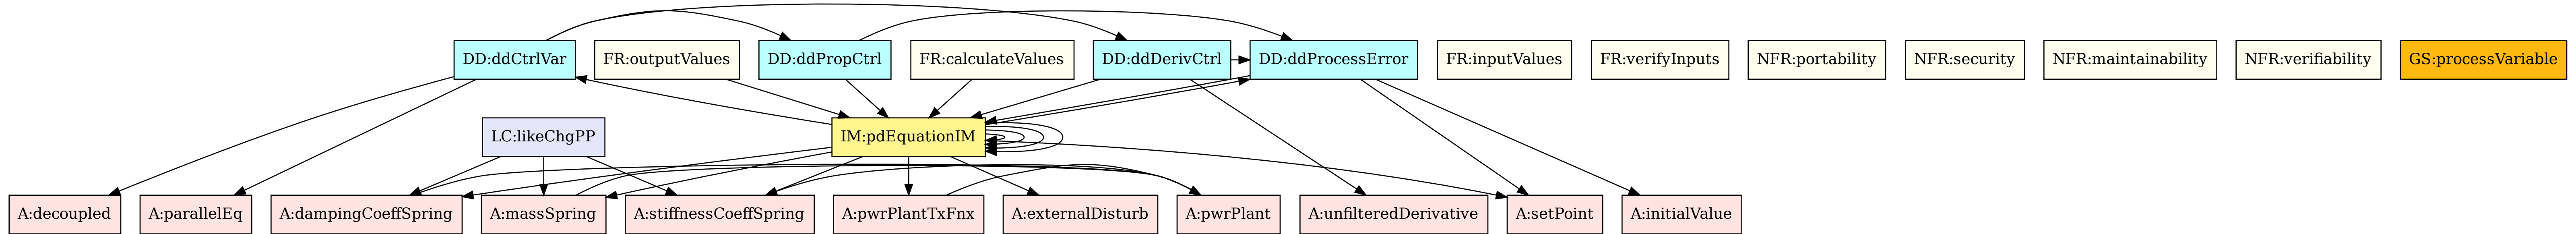 DD:ddCtrlVar
FR:outputValues
DD:ddPropCtrl
FR:calculateValues
DD:ddDerivCtrl
DD:ddProcessError
FR:inputValues
FR:verifyInputs
NFR:portability
NFR:security
NFR:maintainability
NFR:verifiability
GS:processVariable
LC:likeChgPP
IM:pdEquationIM
A:decoupled
A:parallelEq
A:dampingCoeffSpring
A:massSpring
A:stiffnessCoeffSpring
A:pwrPlantTxFnx
A:externalDisturb
A:pwrPlant
A:unfilteredDerivative
A:setPoint
A:initialValue